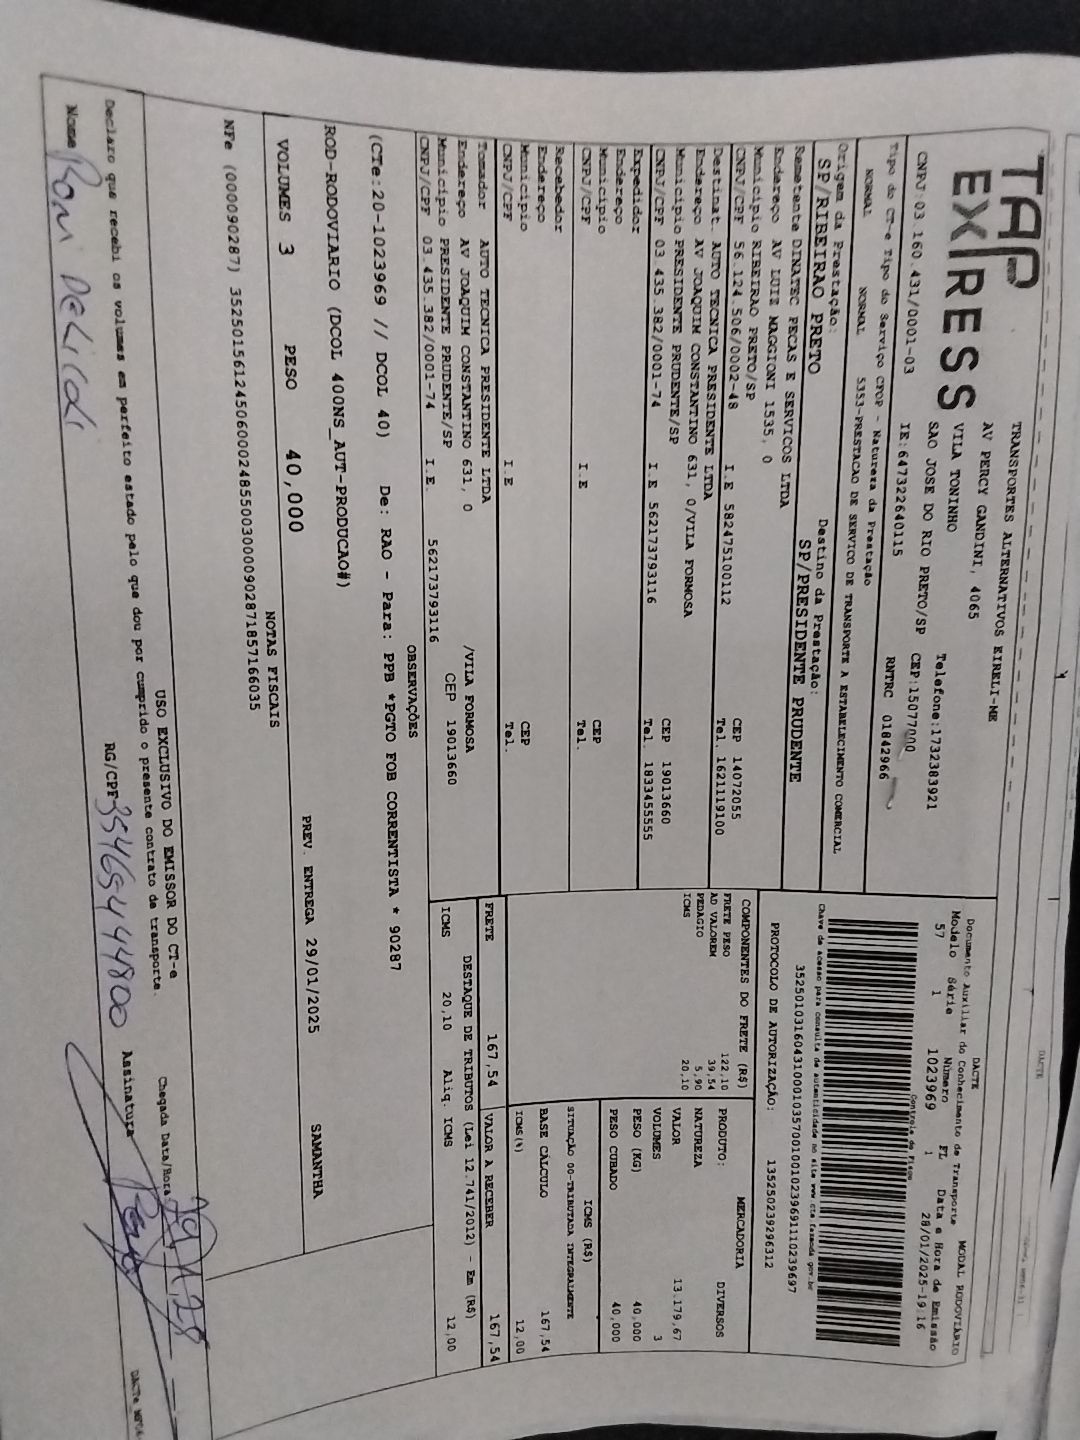 TAP
EXPRESS
TRANSPORTES ALTERNATIVOS EIRELI-ME
AV PERCY GANDINI, 4065
VILA TONINHO
SAO JOSE DO RIO PRETO/SP CEP:15077000
Telefone:1732383921
CNPJ:03.160.431/0001-03 IE:647322640115 RNTRC 01842966
Tipo do CT-e Tipo do Serviço CFOP - Natureza da Prestação
NORMAL NORMAL 5353-PRESTACAO DE SERVICO DE TRANSPORTE A ESTABELECIMENTO COMERCIAL
Origem da Prestação: Destino da Prestação:
SP/RIBEIRAO PRETO SP/PRESIDENTE PRUDENTE
Remetente DINATEC PECAS E SERVICOS LTDA
Endereço AV LUIZ MAGGIONI 1535, 0
Município RIBEIRAO PRETO/SP CEP 14072055
CNPJ/CPF 56.124.506/0002-48 I.E 582475100112 Tel. 1621119100
Destinat. AUTO TECNICA PRESIDENTE LTDA
Endereço AV JOAQUIM CONSTANTINO 631, 0/VILA FORMOSA
Município PRESIDENTE PRUDENTE/SP CEP 19013660
CNPJ/CPF 03.435.382/0001-74 I.E 562173793116 Tel. 1833455555
Expedidor
Endereço
Município CEP
CNPJ/CPF I.E Tel.
Recebedor
Endereço
Município CEP
CNPJ/CPF I.E Tel.
Tomador AUTO TECNICA PRESIDENTE LTDA
Endereço AV JOAQUIM CONSTANTINO 631, 0 /VILA FORMOSA
Município PRESIDENTE PRUDENTE/SP CEP 19013660
CNPJ/CPF 03.435.382/0001-74 I.E. 562173793116
DACTE
Documento Auxiliar do Conhecimento de Transporte MODAL RODOVIÁRIO
Modelo Série Número FL Data e Hora de Emissão
57 1 1023969 1 28/01/2025-19:16
Controle do Fisco
Chave de acesso para consulta de autenticidade no site www.cte.fazenda.gov.br
35250103160431000103570010010239691110239697
PROTOCOLO DE AUTORIZAÇÃO: 135250239296312
COMPONENTES DO FRETE (R$)
FRETE PESO 122,10
AD VALOREM 39,54
PEDAGIO 5,90
ICMS 20,10
MERCADORIA
PRODUTO: DIVERSOS
NATUREZA
VALOR 13.179,67
VOLUMES 3
PESO (KG) 40,000
PESO CUBADO 40,000
ICMS (R$)
SITUAÇÃO 00-TRIBUTADA INTEGRALMENTE
BASE CÁLCULO 167,54
ICMS(%) 12,00
FRETE 167,54 VALOR A RECEBER 167,54
DESTAQUE DE TRIBUTOS (Lei 12.741/2012) - Em (R$)
ICMS 20,10 Aliq. ICMS 12,00
OBSERVAÇÕES
(CTe:20-1023969 // DCOL 40) De: RAO - Para: PPB *PGTO FOB CORRENTISTA * 90287
ROD-RODOVIARIO (DCOL 400NS_AUT-PRODUCAO#)
VOLUMES 3 PESO 40,000 PREV. ENTREGA 29/01/2025 SAMANTHA
NOTAS FISCAIS
NFe (000090287) 35250156124506000248550030000902871857166035
USO EXCLUSIVO DO EMISSOR DO CT-e
Declaro que recebi os volumes em perfeito estado pelo que dou por cumprido o presente contrato de transporte.
Chegada Data/Hora
Nome RG/CPF 35465444800 Assinatura